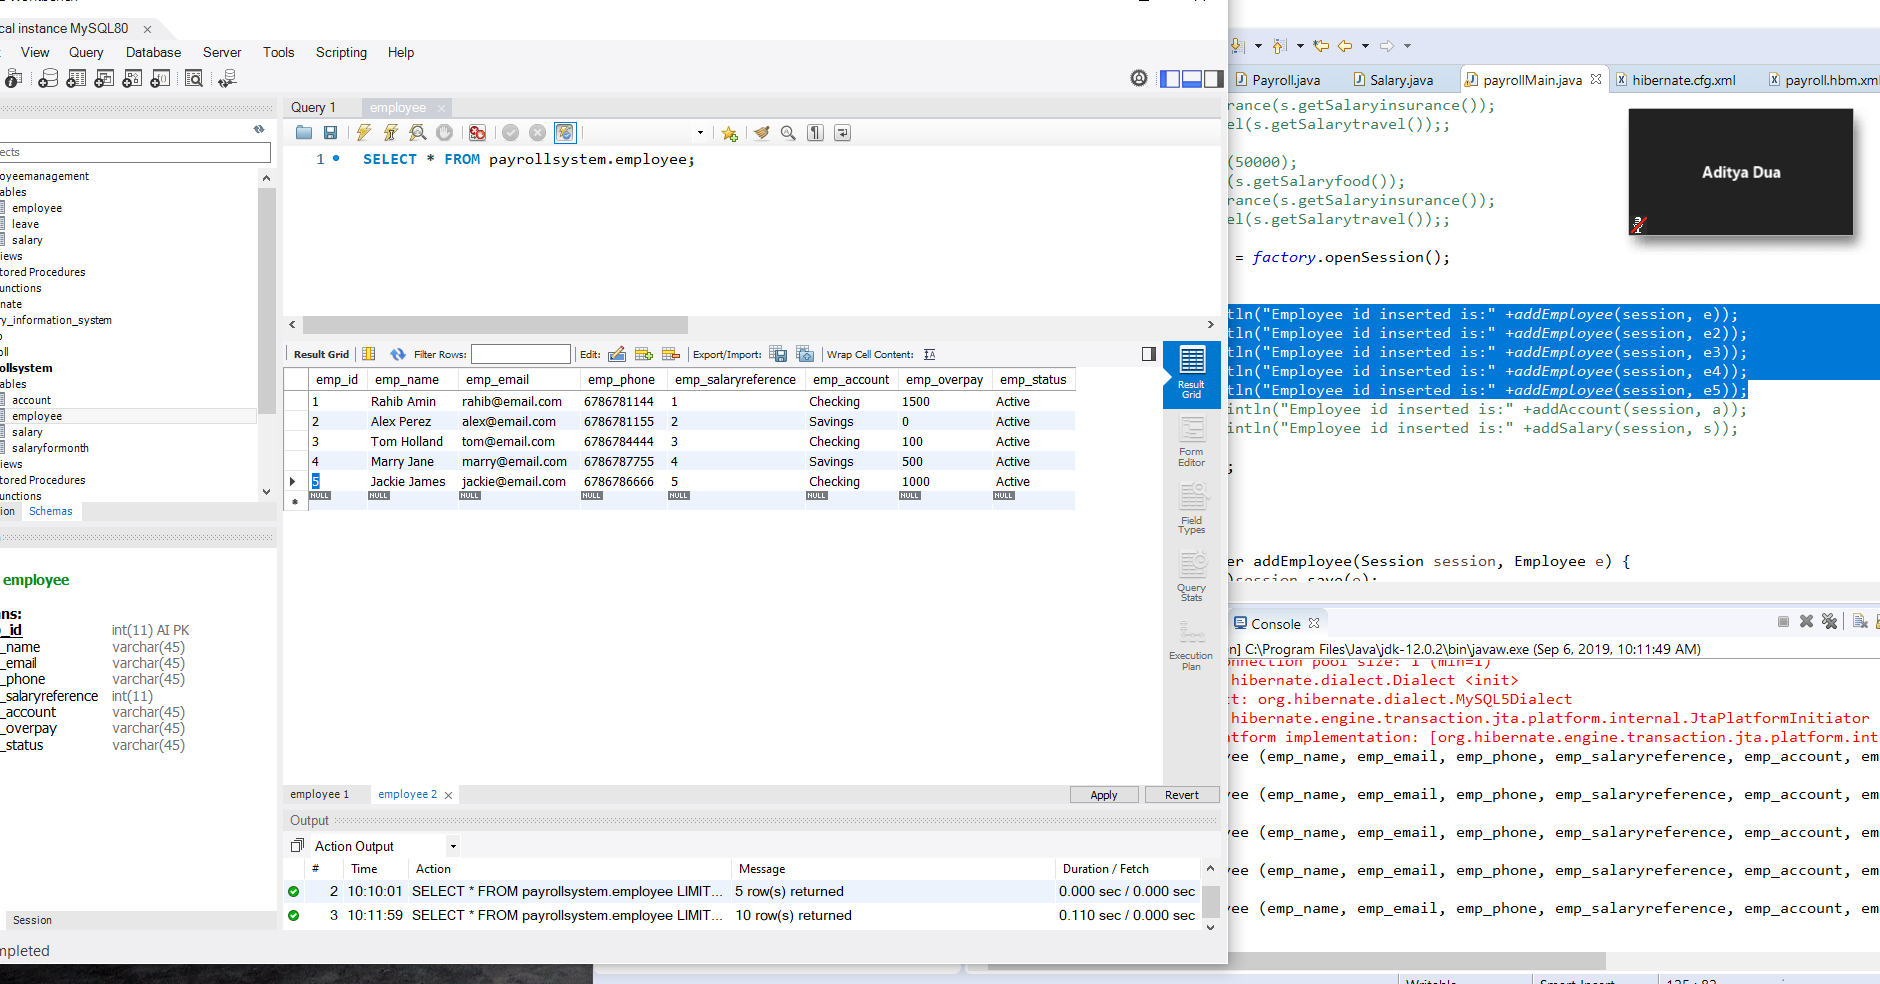 cal instance MySQL80
View Query Database Server Tools Scripting Help
Query 1
employee
1 SELECT * FROM payrollsystem.employee;
ects
oyeemanagement
ables
employee
leave
salary
iews
tored Procedures
unctions
nate
ry_information_system
oll
ollsystem
ables
account
employee
salary
salaryformonth
iews
tored Procedures
unctions
ion Schemas
employee
ns:
_id int(11) AI PK
_name varchar(45)
_email varchar(45)
_phone varchar(45)
_salaryreference int(11)
_account varchar(45)
_overpay varchar(45)
_status varchar(45)
Session
mpleted
Result Grid Filter Rows: Edit: Export/Import: Wrap Cell Content:
emp_id emp_name emp_email emp_phone emp_salaryreference emp_account emp_overpay emp_status
1 Rahib Amin rahib@email.com 6786781144 1 Checking 1500 Active
2 Alex Perez alex@email.com 6786781155 2 Savings 0 Active
3 Tom Holland tom@email.com 6786784444 3 Checking 100 Active
4 Marry Jane marry@email.com 6786787755 4 Savings 500 Active
5 Jackie James jackie@email.com 6786786666 5 Checking 1000 Active
NULL NULL NULL NULL NULL NULL NULL NULL
Result Grid
Form Editor
Field Types
Query Stats
Execution Plan
employee 1 employee 2 Apply Revert
Output
Action Output
# Time Action Message Duration / Fetch
2 10:10:01 SELECT * FROM payrollsystem.employee LIMIT... 5 row(s) returned 0.000 sec / 0.000 sec
3 10:11:59 SELECT * FROM payrollsystem.employee LIMIT... 10 row(s) returned 0.110 sec / 0.000 sec
Payroll.java Salary.java payrollMain.java hibernate.cfg.xml payroll.hbm.xml
rance(s.getSalaryinsurance());
el(s.getSalarytravel());;
(50000);
(s.getSalaryfood());
rance(s.getSalaryinsurance());
el(s.getSalarytravel());;
= factory.openSession();
tln("Employee id inserted is:" +addEmployee(session, e));
tln("Employee id inserted is:" +addEmployee(session, e2));
tln("Employee id inserted is:" +addEmployee(session, e3));
tln("Employee id inserted is:" +addEmployee(session, e4));
tln("Employee id inserted is:" +addEmployee(session, e5));
intln("Employee id inserted is:" +addAccount(session, a));
intln("Employee id inserted is:" +addSalary(session, s));
;
er addEmployee(Session session, Employee e) {
)session.save(e);
Aditya Dua
Console
on] C:\Program Files\Java\jdk-12.0.2\bin\javaw.exe (Sep 6, 2019, 10:11:49 AM)
onnection pool size: 1 (min=1)
hibernate.dialect.Dialect <init>
ct: org.hibernate.dialect.MySQL5Dialect
hibernate.engine.transaction.jta.platform.internal.JtaPlatformInitiator
atform implementation: [org.hibernate.engine.transaction.jta.platform.int
ee (emp_name, emp_email, emp_phone, emp_salaryreference, emp_account, em
ee (emp_name, emp_email, emp_phone, emp_salaryreference, emp_account, em
ee (emp_name, emp_email, emp_phone, emp_salaryreference, emp_account, em
ee (emp_name, emp_email, emp_phone, emp_salaryreference, emp_account, em
ee (emp_name, emp_email, emp_phone, emp_salaryreference, emp_account, em
Writable Smart Insert 125 : 82